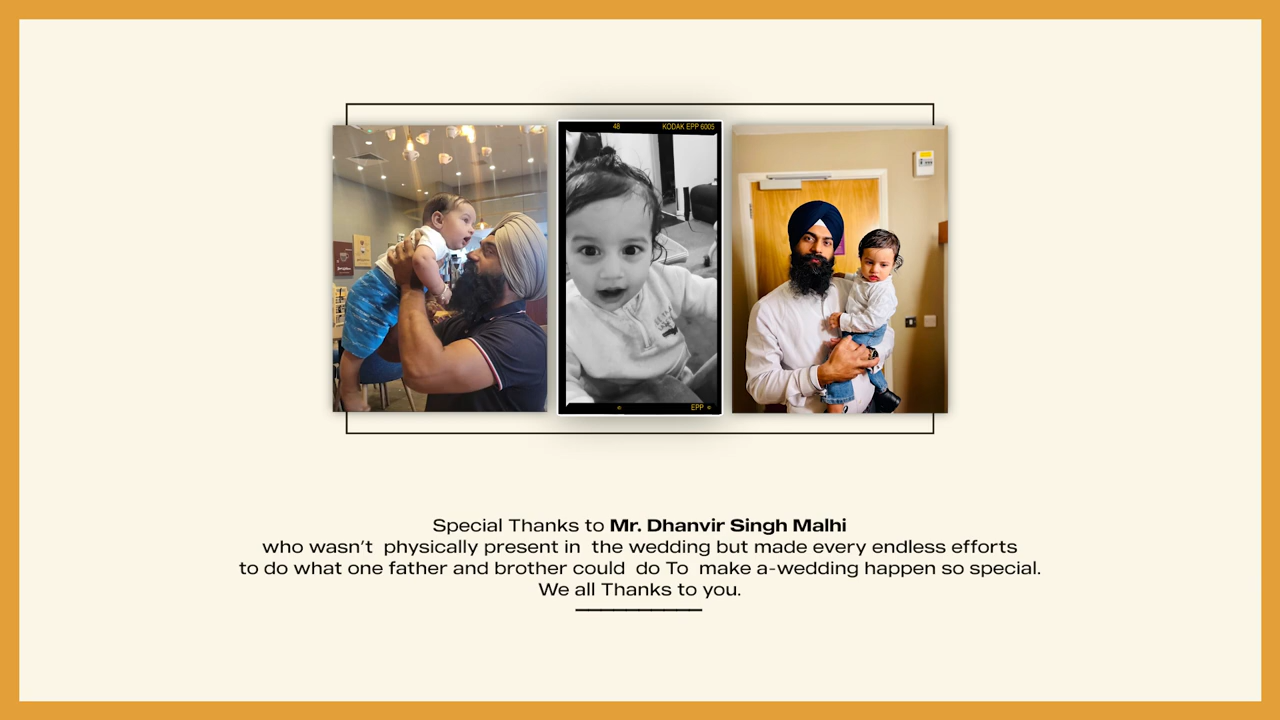 48 KODAK EPP 6005
EPP
Special Thanks to Mr. Dhanvir Singh Malhi
who wasn't physically present in the wedding but made every endless efforts
to do what one father and brother could do To make a-wedding happen so special.
We all Thanks to you.